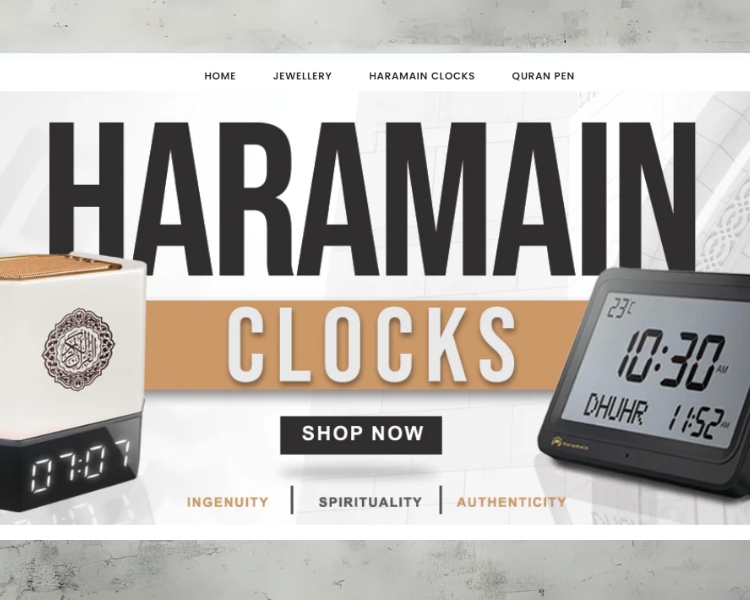 HOME JEWELLERY HARAMAIN CLOCKS QURAN PEN
HARAMAIN
CLOCKS
23°C
10:30 AM
DHUHR 11:52 AM
07:07
SHOP NOW
INGENUITY | SPIRITUALITY | AUTHENTICITY